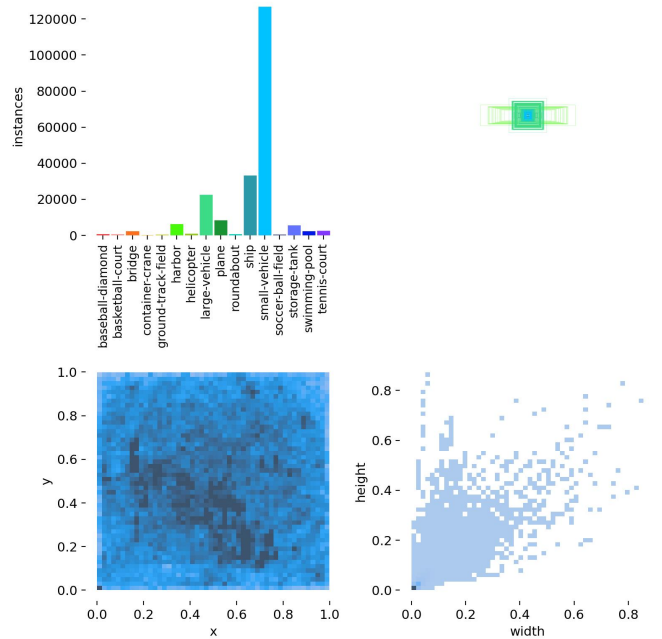 120000
100000
80000
60000
40000
20000
0
instances
baseball-diamond
basketball-court
bridge
container-crane
ground-track-field
harbor
helicopter
large-vehicle
plane
roundabout
ship
small-vehicle
soccer-ball-field
storage-tank
swimming-pool
tennis-court
1.0
0.8
0.6
0.4
0.2
0.0
y
0.0 0.2 0.4 0.6 0.8 1.0
x
0.8
0.6
0.4
0.2
0.0
height
0.0 0.2 0.4 0.6 0.8
width